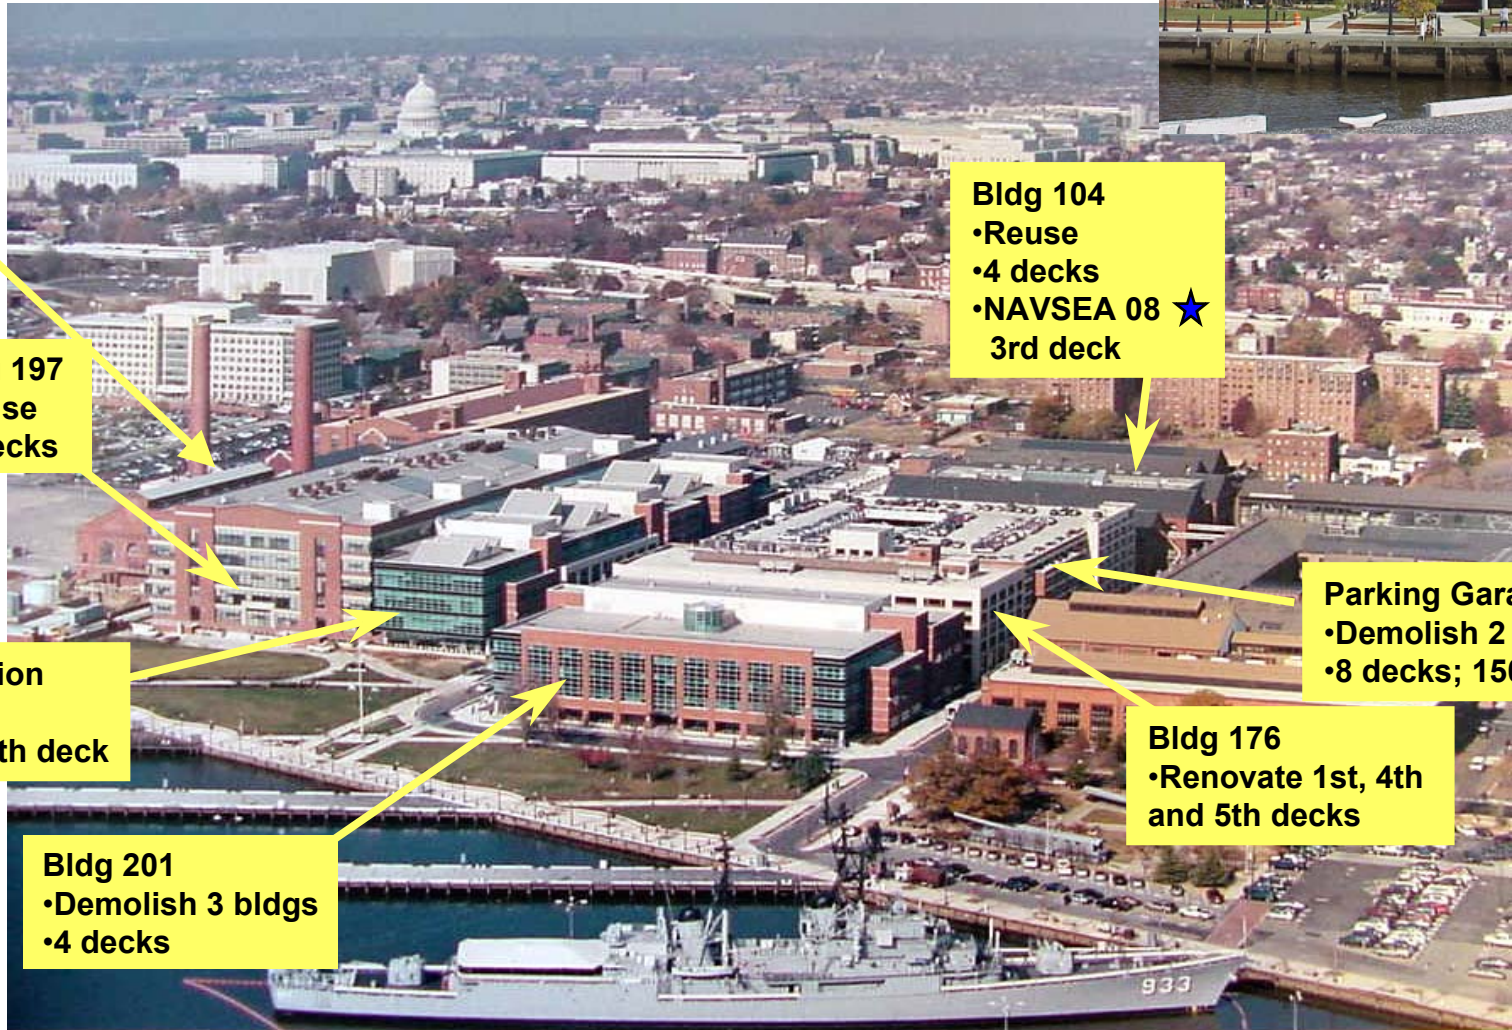 Bldg 104
•Reuse
•4 decks
•NAVSEA 08
3rd deck
197
se
ecks
Parking Gara
•Demolish 2
•8 decks; 150
ion
th deck
Bldg 176
•Renovate 1st, 4th
and 5th decks
Bldg 201
•Demolish 3 bldgs
•4 decks
933